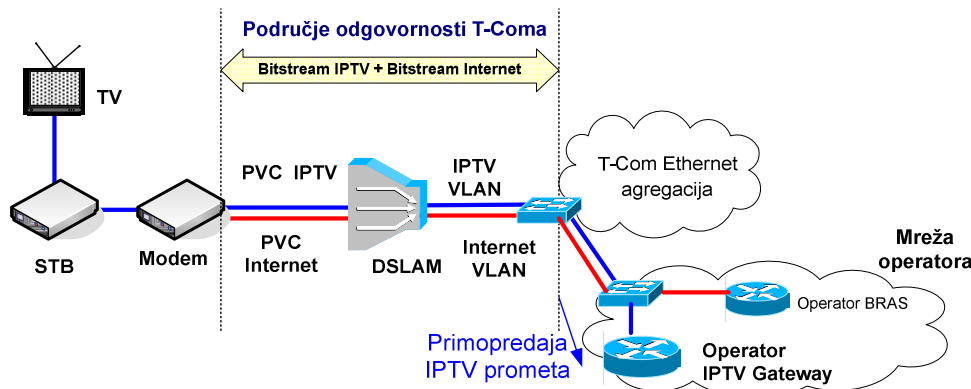 Područje odgovornosti T-Coma
Bitstream IPTV + Bitstream Internet
TV
STB
Modem
PVC IPTV
PVC
Internet
DSLAM
IPTV
VLAN
Internet
VLAN
T-Com Ethernet
agregacija
Mreža
operatora
Operator BRAS
Operator
IPTV Gateway
Primopredaja
IPTV prometa